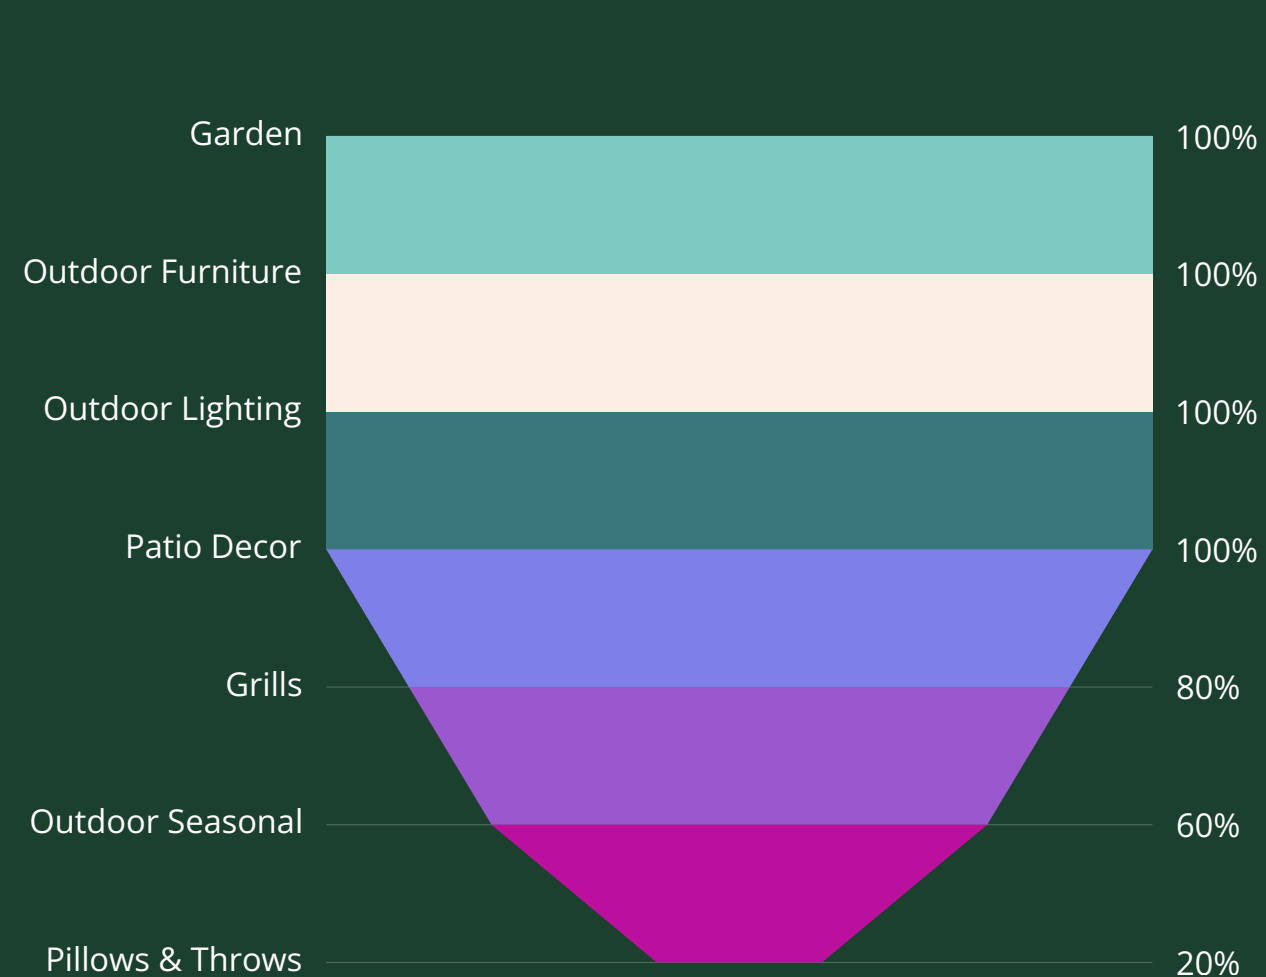 Garden 100%
Outdoor Furniture 100%
Outdoor Lighting 100%
Patio Decor 100%
Grills 80%
Outdoor Seasonal 60%
Pillows & Throws 20%